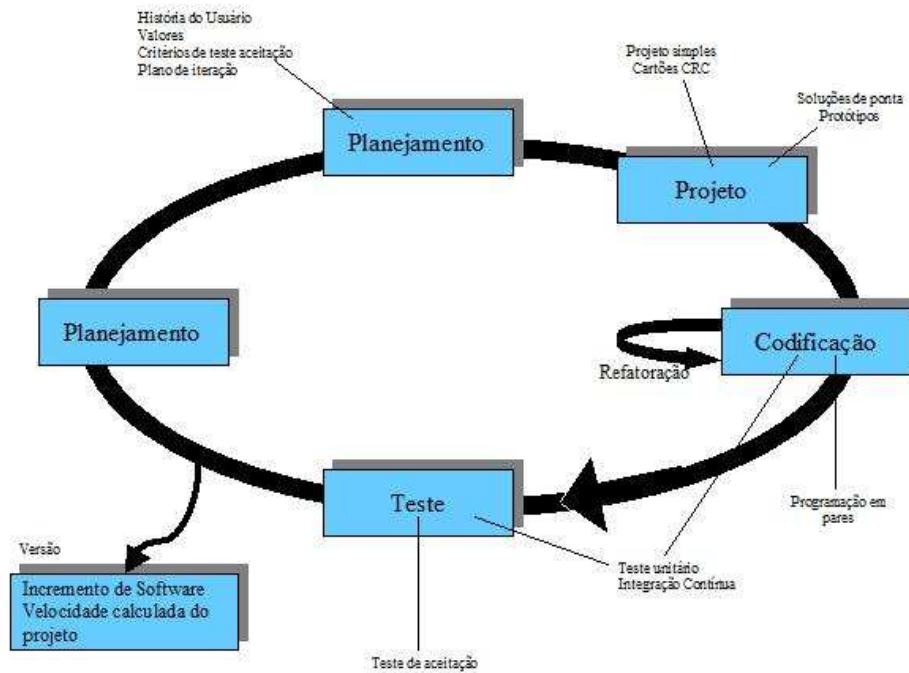 História do Usuário
Valores
Critérios de teste aceitação
Plano de iteração
Projeto simples
Cartões CRC
Soluções de ponta
Protótipos
Planejamento
Projeto
Planejamento
Codificação
Refatoração
Teste
Programação em
pares
Versão
Teste unitário
Integração Contínua
Incremento de Software
Velocidade calculada do
projeto
Teste de aceitação